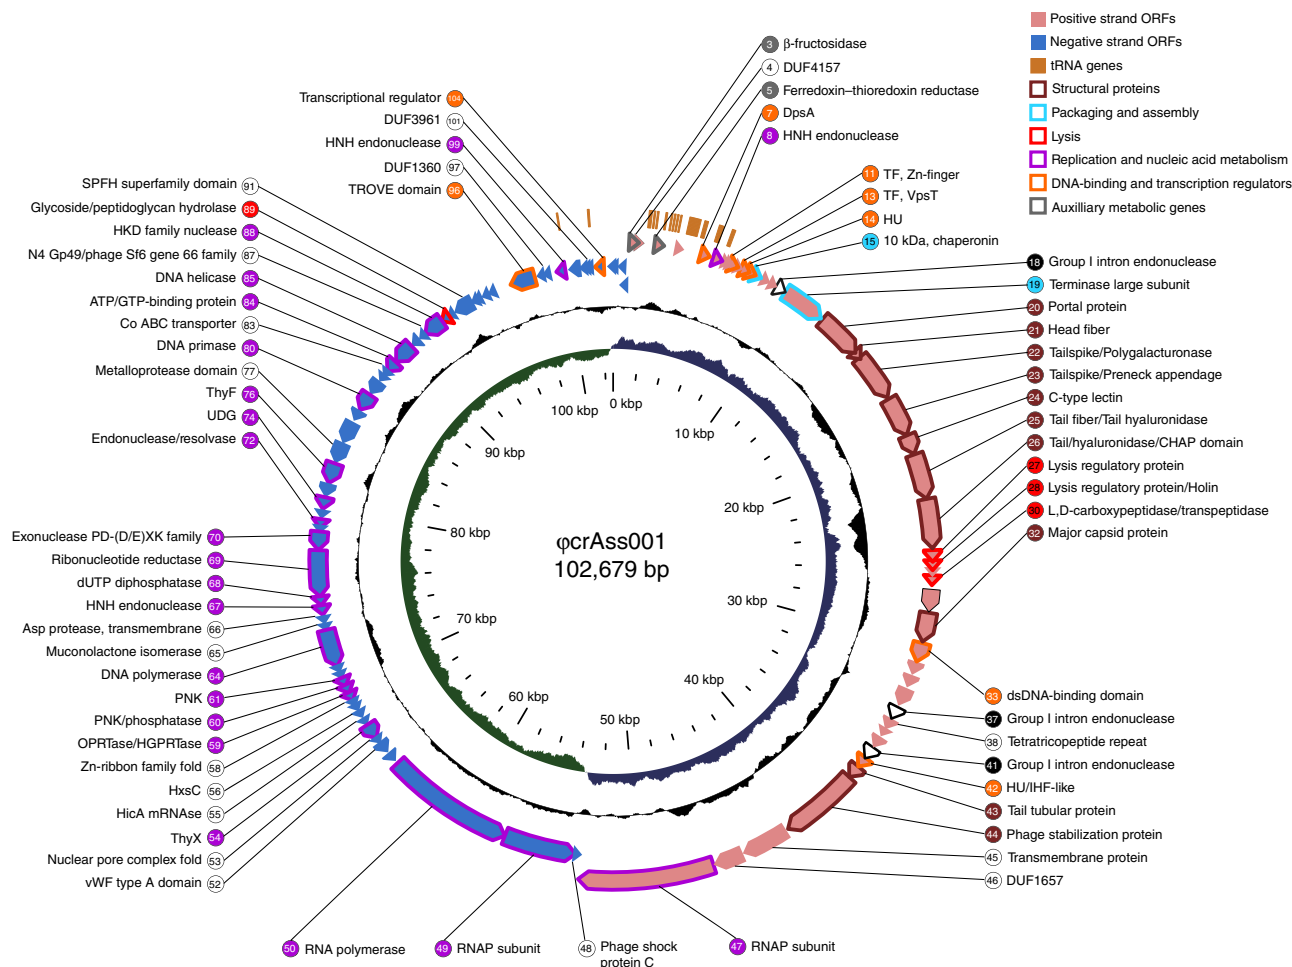 3 β-fructosidase
4 DUF4157
5 Ferredoxin–thioredoxin reductase
7 DpsA
8 HNH endonuclease
11 TF, Zn-finger
13 TF, VpsT
14 HU
15 10 kDa, chaperonin
Positive strand ORFs
Negative strand ORFs
tRNA genes
Structural proteins
Packaging and assembly
Lysis
Replication and nucleic acid metabolism
DNA-binding and transcription regulators
Auxilliary metabolic genes
18 Group I intron endonuclease
19 Terminase large subunit
20 Portal protein
21 Head fiber
22 Tailspike/Polygalacturonase
23 Tailspike/Preneck appendage
24 C-type lectin
25 Tail fiber/Tail hyaluronidase
26 Tail/hyaluronidase/CHAP domain
27 Lysis regulatory protein
28 Lysis regulatory protein/Holin
30 L,D-carboxypeptidase/transpeptidase
32 Major capsid protein
33 dsDNA-binding domain
37 Group I intron endonuclease
38 Tetratricopeptide repeat
41 Group I intron endonuclease
42 HU/IHF-like
43 Tail tubular protein
44 Phage stabilization protein
45 Transmembrane protein
46 DUF1657
47 RNAP subunit
48 Phage shock
protein C
49 RNAP subunit
50 RNA polymerase
Transcriptional regulator 104
DUF3961 101
HNH endonuclease 99
DUF1360 97
TROVE domain 96
SPFH superfamily domain 91
Glycoside/peptidoglycan hydrolase 89
HKD family nuclease 88
N4 Gp49/phage Sf6 gene 66 family 87
DNA helicase 85
ATP/GTP-binding protein 84
Co ABC transporter 83
DNA primase 80
Metalloprotease domain 77
ThyF 76
UDG 74
Endonuclease/resolvase 72
Exonuclease PD-(D/E)XK family 70
Ribonucleotide reductase 69
dUTP diphosphatase 68
HNH endonuclease 67
Asp protease, transmembrane 66
Muconolactone isomerase 65
DNA polymerase 64
PNK 61
PNK/phosphatase 60
OPRTase/HGPRTase 59
Zn-ribbon family fold 58
HxsC 56
HicA mRNAse 55
ThyX 54
Nuclear pore complex fold 53
vWF type A domain 52
0 kbp
10 kbp
20 kbp
30 kbp
40 kbp
50 kbp
60 kbp
70 kbp
80 kbp
90 kbp
100 kbp
φcrAss001
102,679 bp